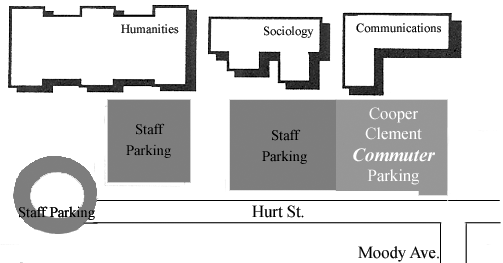 Humanities
Sociology
Communications
Staff
Parking
Staff
Parking
Cooper
Clement
Commuter
Parking
Staff Parking
Hurt St.
Moody Ave.